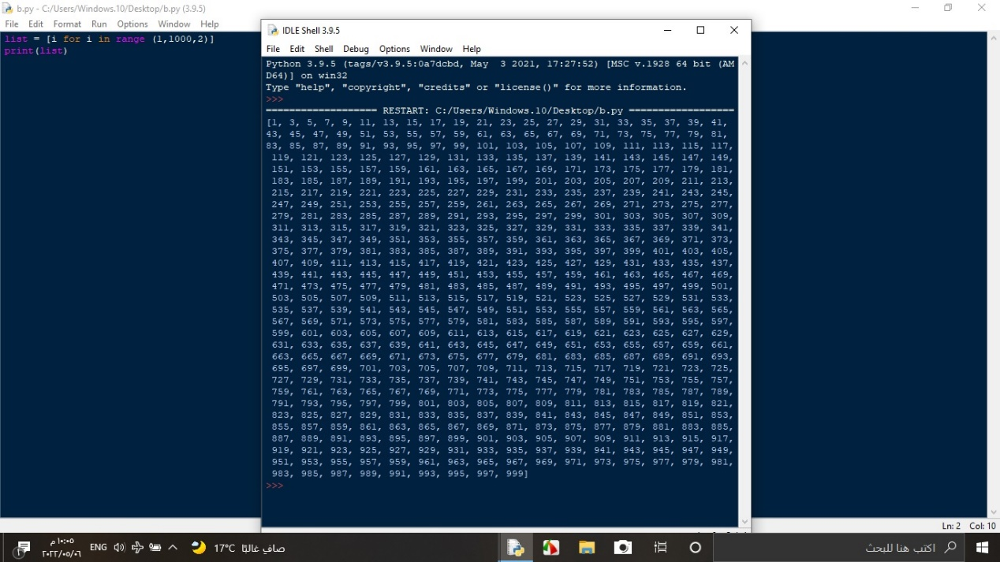 b.py - C:/Users/Windows.10/Desktop/b.py (3.9.5)
File Edit Format Run Options Window Help
list = [i for i in range (1,1000,2)]
print(list)
IDLE Shell 3.9.5
File Edit Shell Debug Options Window Help
Python 3.9.5 (tags/v3.9.5:0a7dcbd, May  3 2021, 17:27:52) [MSC v.1928 64 bit (AM
D64)] on win32
Type "help", "copyright", "credits" or "license()" for more information.
>>>
=================== RESTART: C:/Users/Windows.10/Desktop/b.py ==================
[1, 3, 5, 7, 9, 11, 13, 15, 17, 19, 21, 23, 25, 27, 29, 31, 33, 35, 37, 39, 41,
43, 45, 47, 49, 51, 53, 55, 57, 59, 61, 63, 65, 67, 69, 71, 73, 75, 77, 79, 81,
83, 85, 87, 89, 91, 93, 95, 97, 99, 101, 103, 105, 107, 109, 111, 113, 115, 117,
119, 121, 123, 125, 127, 129, 131, 133, 135, 137, 139, 141, 143, 145, 147, 149,
151, 153, 155, 157, 159, 161, 163, 165, 167, 169, 171, 173, 175, 177, 179, 181,
183, 185, 187, 189, 191, 193, 195, 197, 199, 201, 203, 205, 207, 209, 211, 213,
215, 217, 219, 221, 223, 225, 227, 229, 231, 233, 235, 237, 239, 241, 243, 245,
247, 249, 251, 253, 255, 257, 259, 261, 263, 265, 267, 269, 271, 273, 275, 277,
279, 281, 283, 285, 287, 289, 291, 293, 295, 297, 299, 301, 303, 305, 307, 309,
311, 313, 315, 317, 319, 321, 323, 325, 327, 329, 331, 333, 335, 337, 339, 341,
343, 345, 347, 349, 351, 353, 355, 357, 359, 361, 363, 365, 367, 369, 371, 373,
375, 377, 379, 381, 383, 385, 387, 389, 391, 393, 395, 397, 399, 401, 403, 405,
407, 409, 411, 413, 415, 417, 419, 421, 423, 425, 427, 429, 431, 433, 435, 437,
439, 441, 443, 445, 447, 449, 451, 453, 455, 457, 459, 461, 463, 465, 467, 469,
471, 473, 475, 477, 479, 481, 483, 485, 487, 489, 491, 493, 495, 497, 499, 501,
503, 505, 507, 509, 511, 513, 515, 517, 519, 521, 523, 525, 527, 529, 531, 533,
535, 537, 539, 541, 543, 545, 547, 549, 551, 553, 555, 557, 559, 561, 563, 565,
567, 569, 571, 573, 575, 577, 579, 581, 583, 585, 587, 589, 591, 593, 595, 597,
599, 601, 603, 605, 607, 609, 611, 613, 615, 617, 619, 621, 623, 625, 627, 629,
631, 633, 635, 637, 639, 641, 643, 645, 647, 649, 651, 653, 655, 657, 659, 661,
663, 665, 667, 669, 671, 673, 675, 677, 679, 681, 683, 685, 687, 689, 691, 693,
695, 697, 699, 701, 703, 705, 707, 709, 711, 713, 715, 717, 719, 721, 723, 725,
727, 729, 731, 733, 735, 737, 739, 741, 743, 745, 747, 749, 751, 753, 755, 757,
759, 761, 763, 765, 767, 769, 771, 773, 775, 777, 779, 781, 783, 785, 787, 789,
791, 793, 795, 797, 799, 801, 803, 805, 807, 809, 811, 813, 815, 817, 819, 821,
823, 825, 827, 829, 831, 833, 835, 837, 839, 841, 843, 845, 847, 849, 851, 853,
855, 857, 859, 861, 863, 865, 867, 869, 871, 873, 875, 877, 879, 881, 883, 885,
887, 889, 891, 893, 895, 897, 899, 901, 903, 905, 907, 909, 911, 913, 915, 917,
919, 921, 923, 925, 927, 929, 931, 933, 935, 937, 939, 941, 943, 945, 947, 949,
951, 953, 955, 957, 959, 961, 963, 965, 967, 969, 971, 973, 975, 977, 979, 981,
983, 985, 987, 989, 991, 993, 995, 997, 999]
>>>
Ln: 2 Col: 10
١٠:٠٥ م
٢٠٢٢/٠٥/٠٦
ENG
17°C صافٍ غالبًا
اكتب هنا للبحث